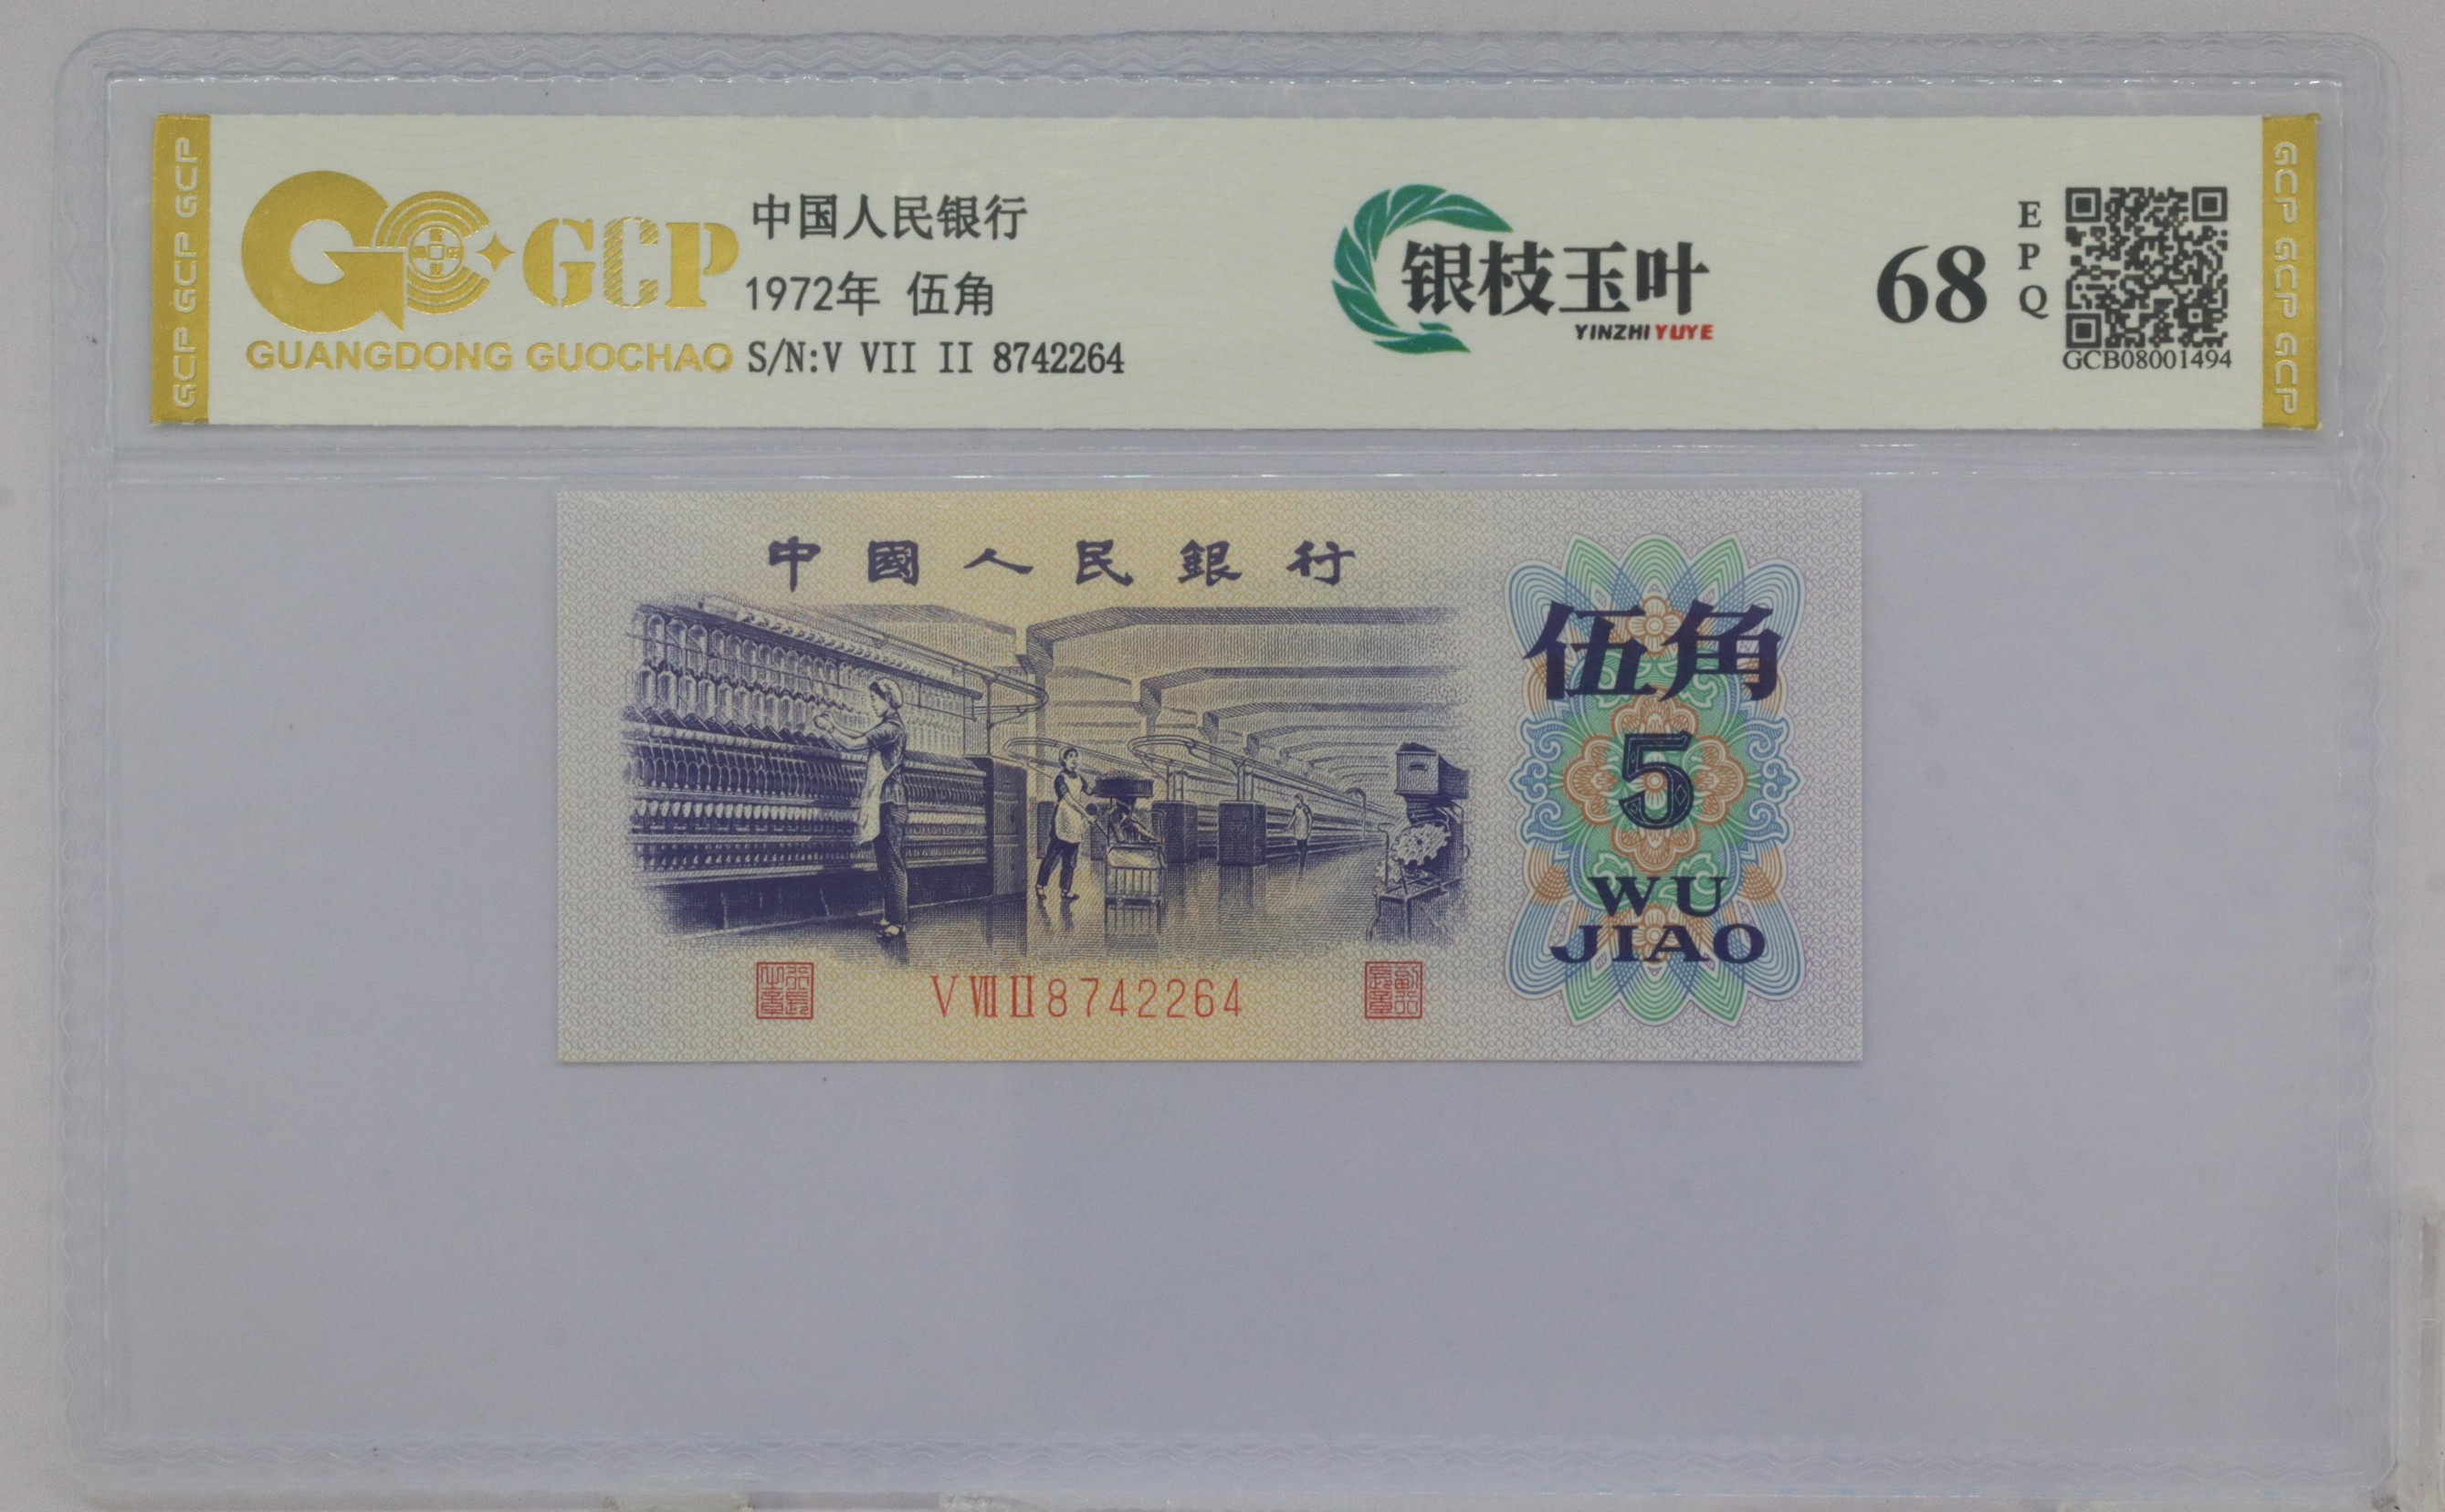 GCP GCP GCP
GCP
GUANGDONG GUOCHAO
中国人民银行
1972年 伍角
S/N:V VII II 8742264
银枝玉叶
YINZHI YUYE
68
E
P
Q
GCB08001494
GCP GCP GCP
中國人民銀行
伍角
5
WU
JIAO
V VII II 8742264